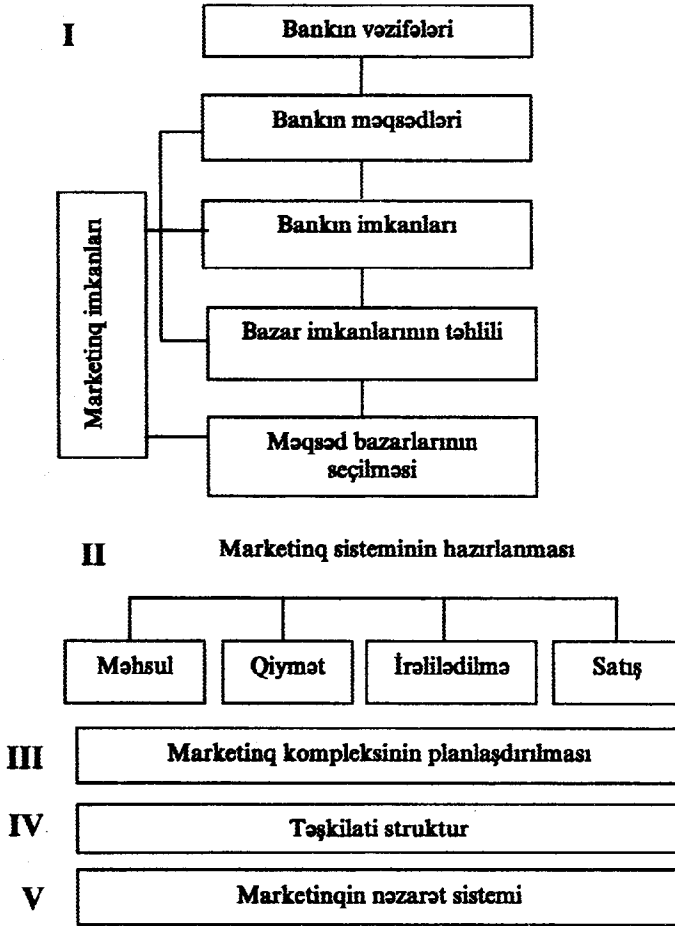 I
Bankın vəzifələri
Bankın məqsədləri
Marketinq imkanları
Bankın imkanları
Bazar imkanlarının təhlili
Məqsəd bazarlarının
seçilməsi
II
Marketinq sisteminin hazırlanması
Məhsul
Qiymət
İrəlilədilmə
Satış
III
Marketinq kompleksinin planlaşdırılması
IV
Təşkilati struktur
V
Marketinqin nəzarət sistemi